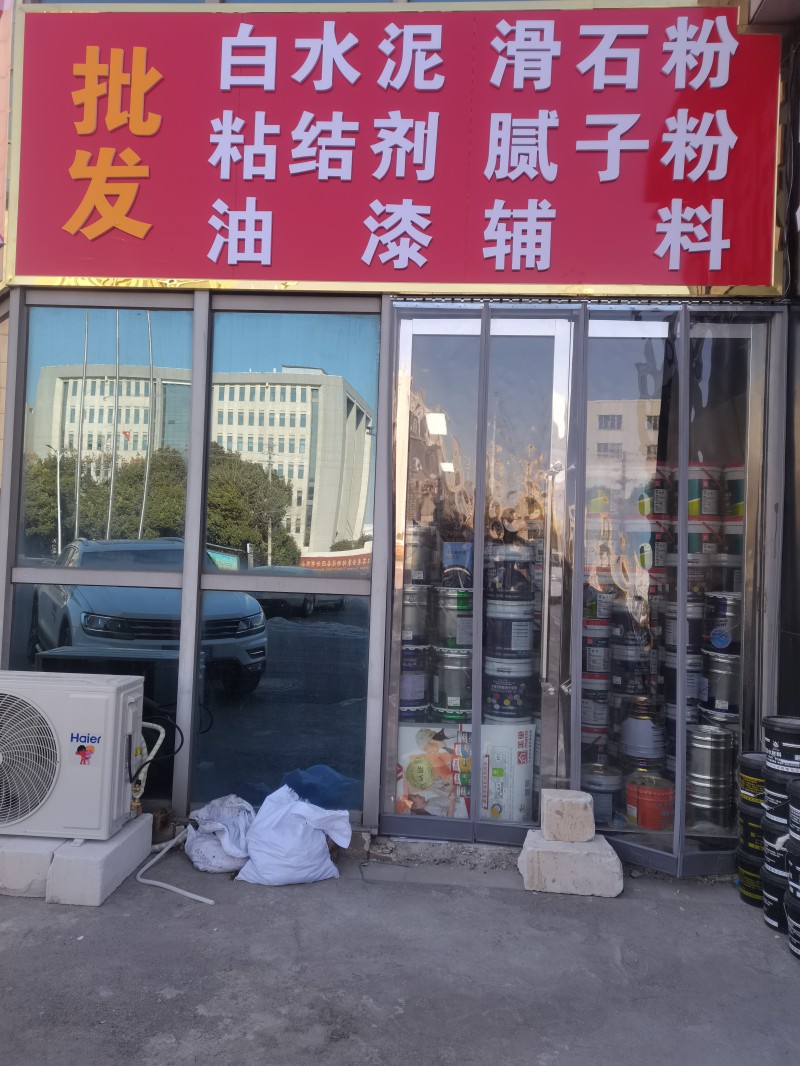 批发
白水泥 滑石粉
粘结剂 腻子粉
油漆辅料
Haier